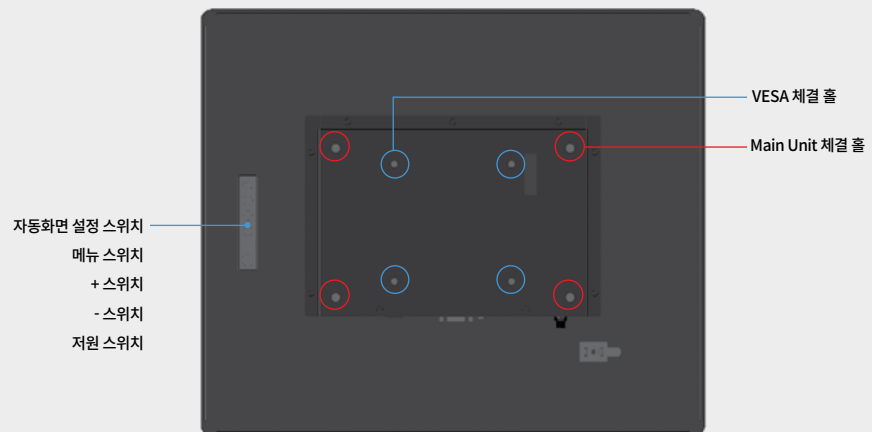 VESA 체결 홀
Main Unit 체결 홀
자동화면 설정 스위치
메뉴 스위치
+ 스위치
- 스위치
저원 스위치